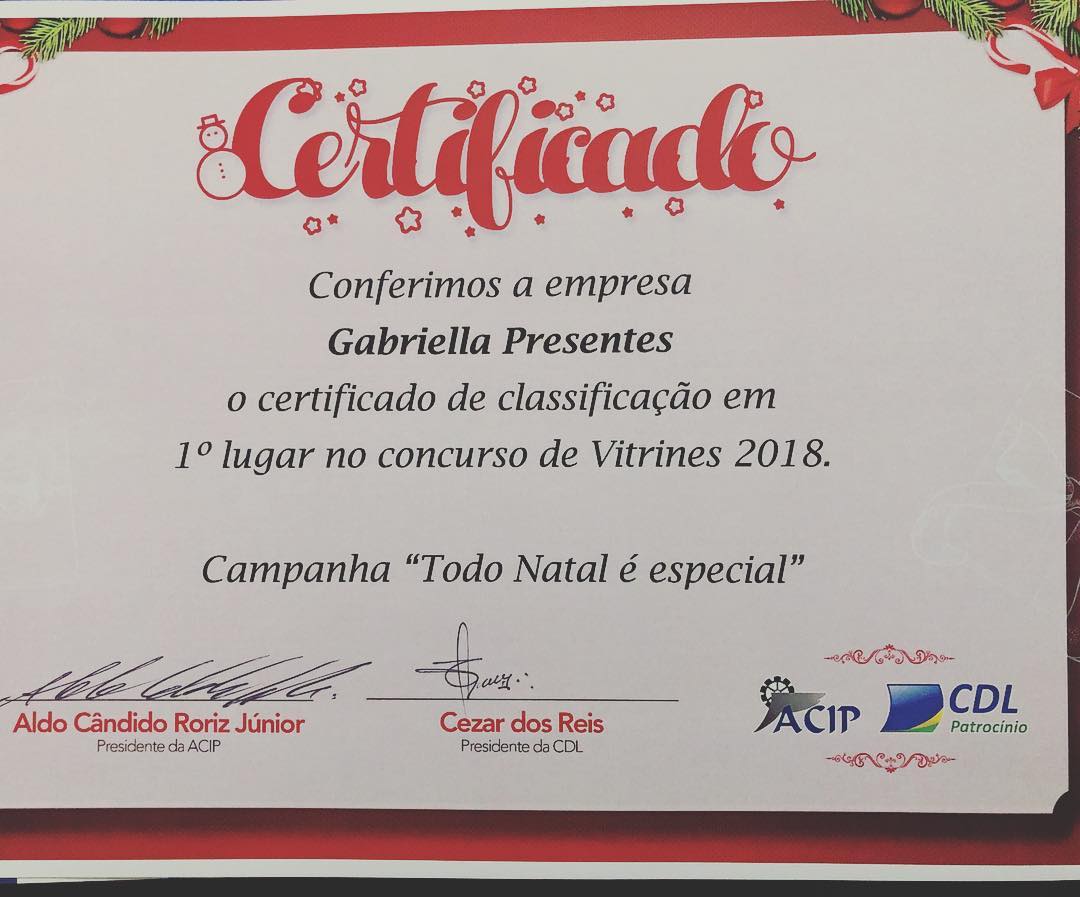 Certificado
Conferimos a empresa
Gabriella Presentes
o certificado de classificação em
1º lugar no concurso de Vitrines 2018.
Campanha “Todo Natal é especial”
Aldo Cândido Roriz Júnior
Presidente da ACIP
Cezar dos Reis
Presidente da CDL
ACIP
CDL
Patrocínio